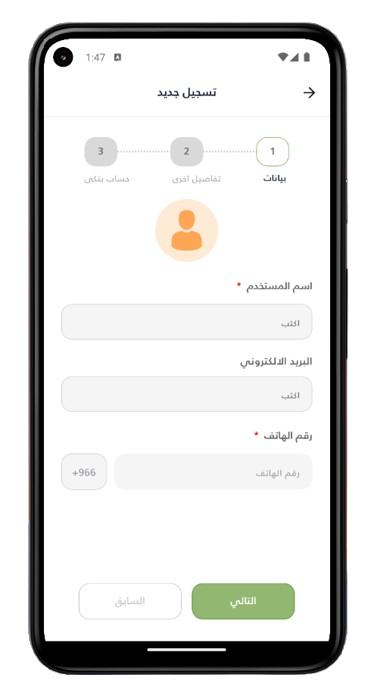 1:47
تسجيل جديد
1 2 3
بيانات تفاصيل اخرى حساب بنكي
اسم المستخدم *
اكتب
البريد الالكتروني
اكتب
رقم الهاتف *
رقم الهاتف +966
التالي السابق